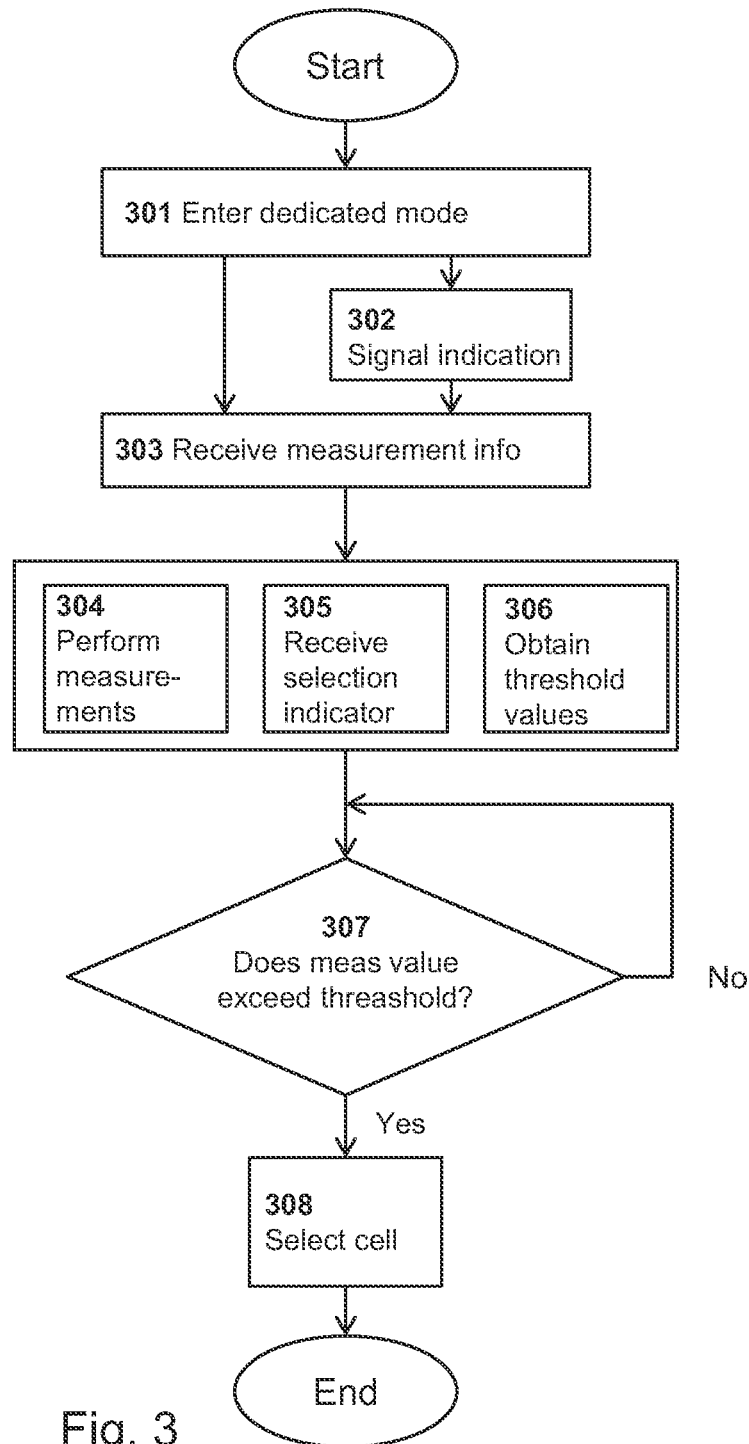 Start
301 Enter dedicated mode
302
Signal indication
303 Receive measurement info
304
Perform
measure-
ments
305
Receive
selection
indicator
306
Obtain
threshold
values
307
Does meas value
exceed threashold?
No
Yes
308
Select cell
End
Fig. 3